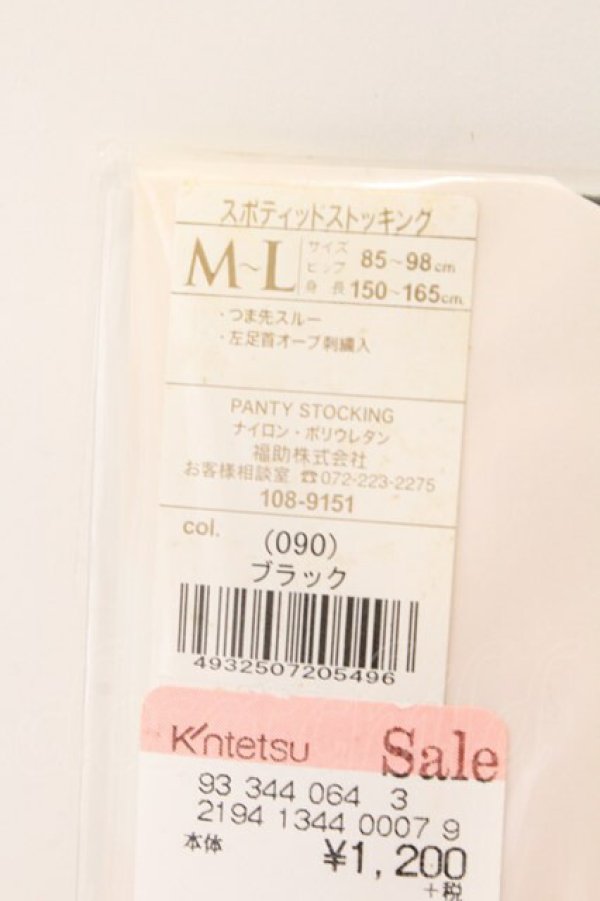 スポティッドストッキング
M~L
サイズ
ヒップ 85~98cm
身長 150~165cm
・つま先スルー
・左足首オーブ刺繍入
PANTY STOCKING
ナイロン・ポリウレタン
福助株式会社
お客様相談室 ☎072-223-2275
108-9151
col. (090)
ブラック
4932507205496
Kintetsu Sale
93 344 064 3
2194 1344 0007 9
本体 ¥1,200
+税